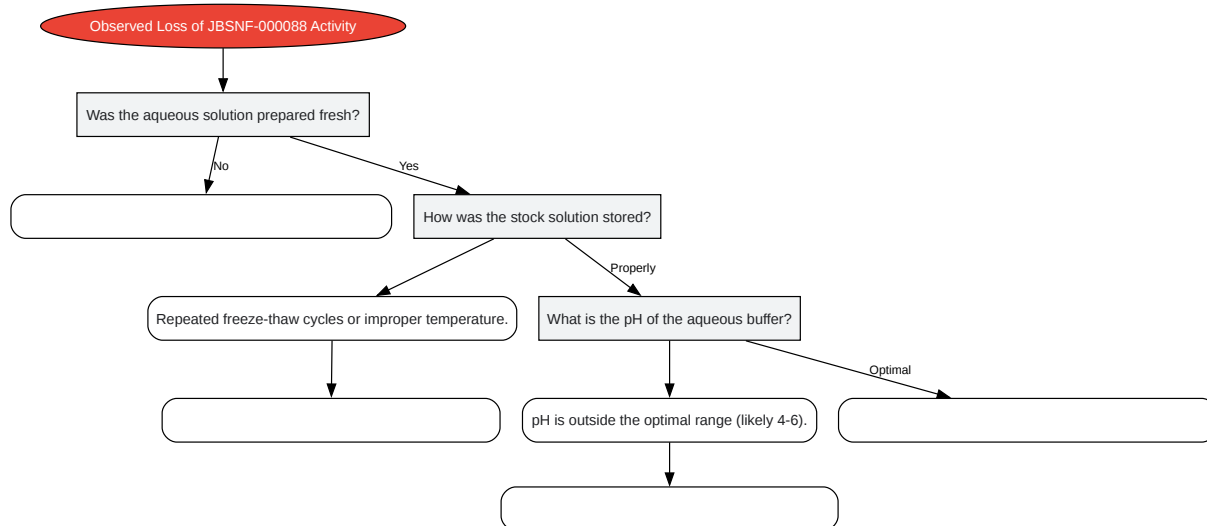 Observed Loss of JBSNF-000088 Activity
Was the aqueous solution prepared fresh?
No
Yes
How was the stock solution stored?
Properly
Repeated freeze-thaw cycles or improper temperature.
What is the pH of the aqueous buffer?
Optimal
pH is outside the optimal range (likely 4-6).